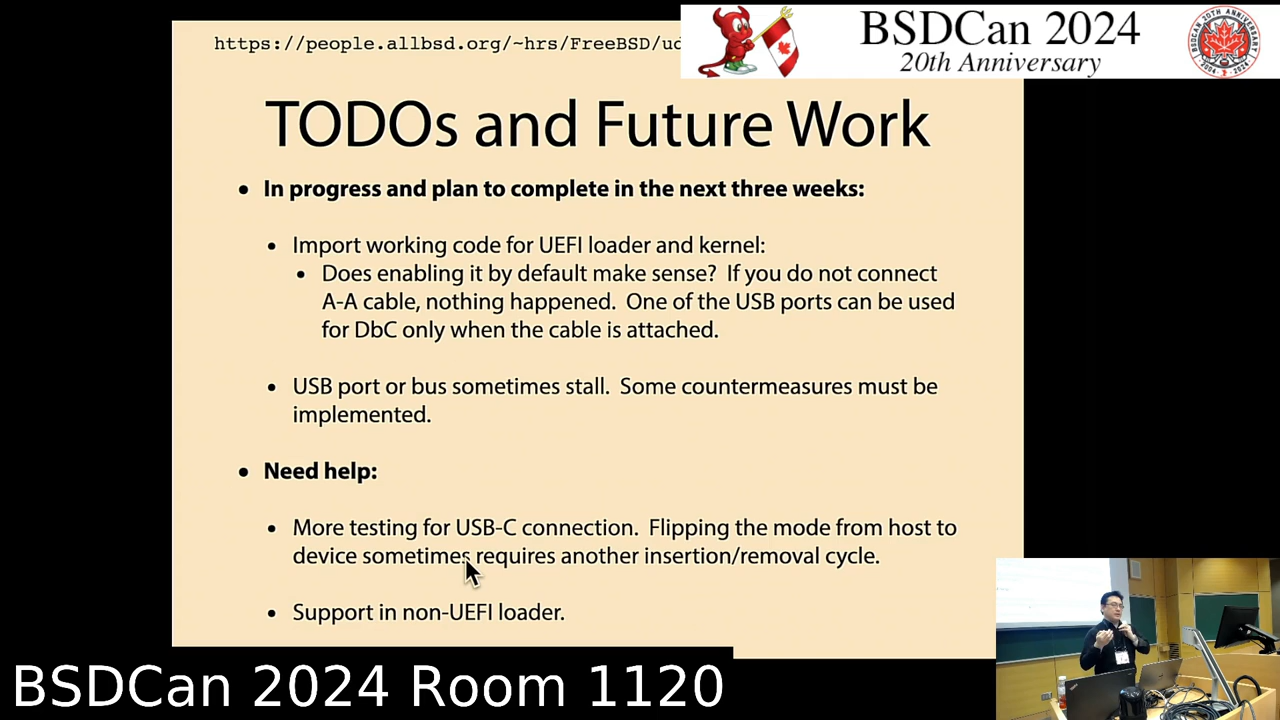 https://people.allbsd.org/~hrs/FreeBSD/
BSDCan 2024
20th Anniversary
BSDCAN 20TH ANNIVERSARY
2004 - 2024
TODOs and Future Work
• In progress and plan to complete in the next three weeks:
• Import working code for UEFI loader and kernel:
• Does enabling it by default make sense? If you do not connect
A-A cable, nothing happened. One of the USB ports can be used
for DbC only when the cable is attached.
• USB port or bus sometimes stall. Some countermeasures must be
implemented.
• Need help:
• More testing for USB-C connection. Flipping the mode from host to
device sometimes requires another insertion/removal cycle.
• Support in non-UEFI loader.
BSDCan 2024 Room 1120